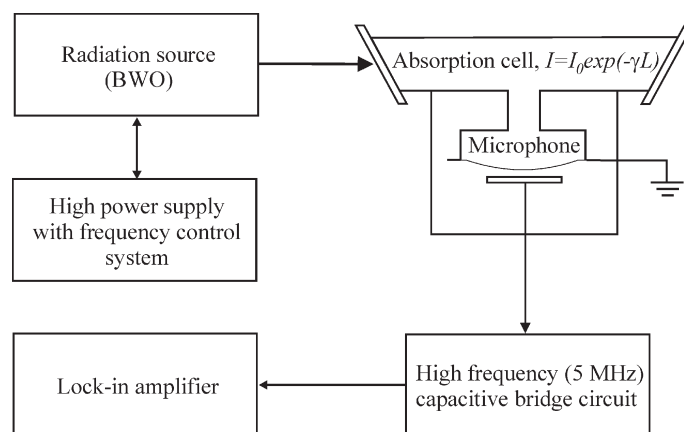 Radiation source
(BWO)
Absorption cell, I=I₀exp(-γL)
Microphone
High power supply
with frequency control
system
High frequency (5 MHz)
capacitive bridge circuit
Lock-in amplifier